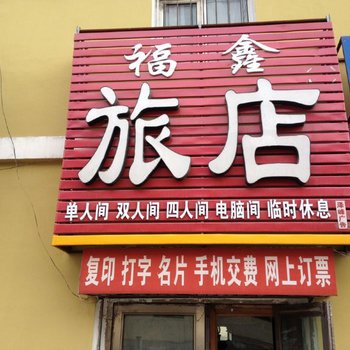 福鑫
旅店
单人间 双人间 四人间 电脑间 临时休息
复印 打字 名片 手机交费 网上订票